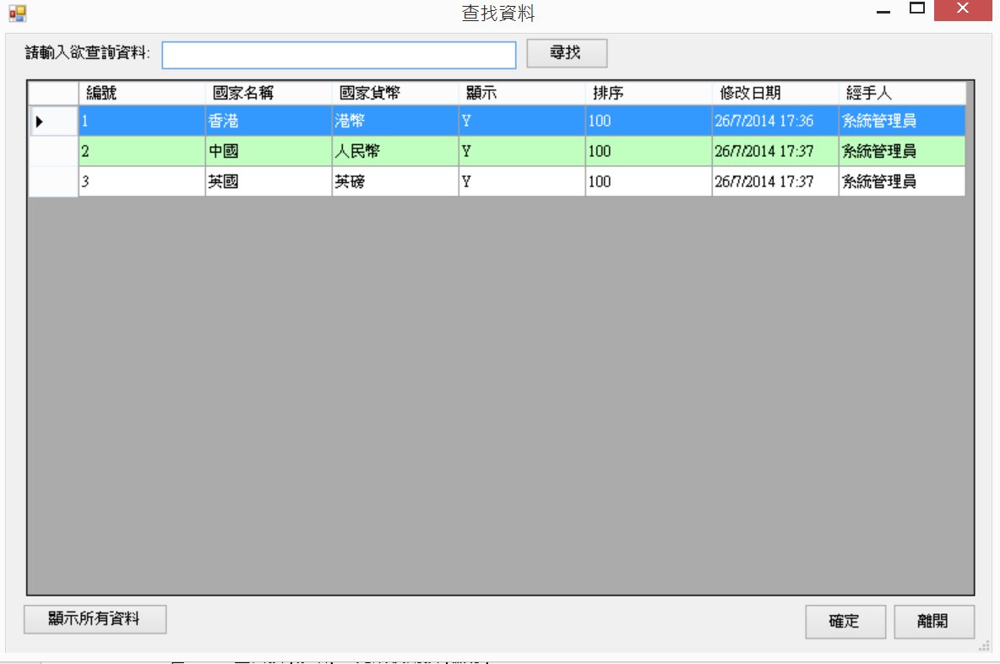 查找資料
請輸入欲查詢資料: 尋找
編號 國家名稱 國家貨幣 顯示 排序 修改日期 經手人
1 香港 港幣 Y 100 26/7/2014 17:36 系統管理員
2 中國 人民幣 Y 100 26/7/2014 17:37 系統管理員
3 英國 英磅 Y 100 26/7/2014 17:37 系統管理員
顯示所有資料 確定 離開